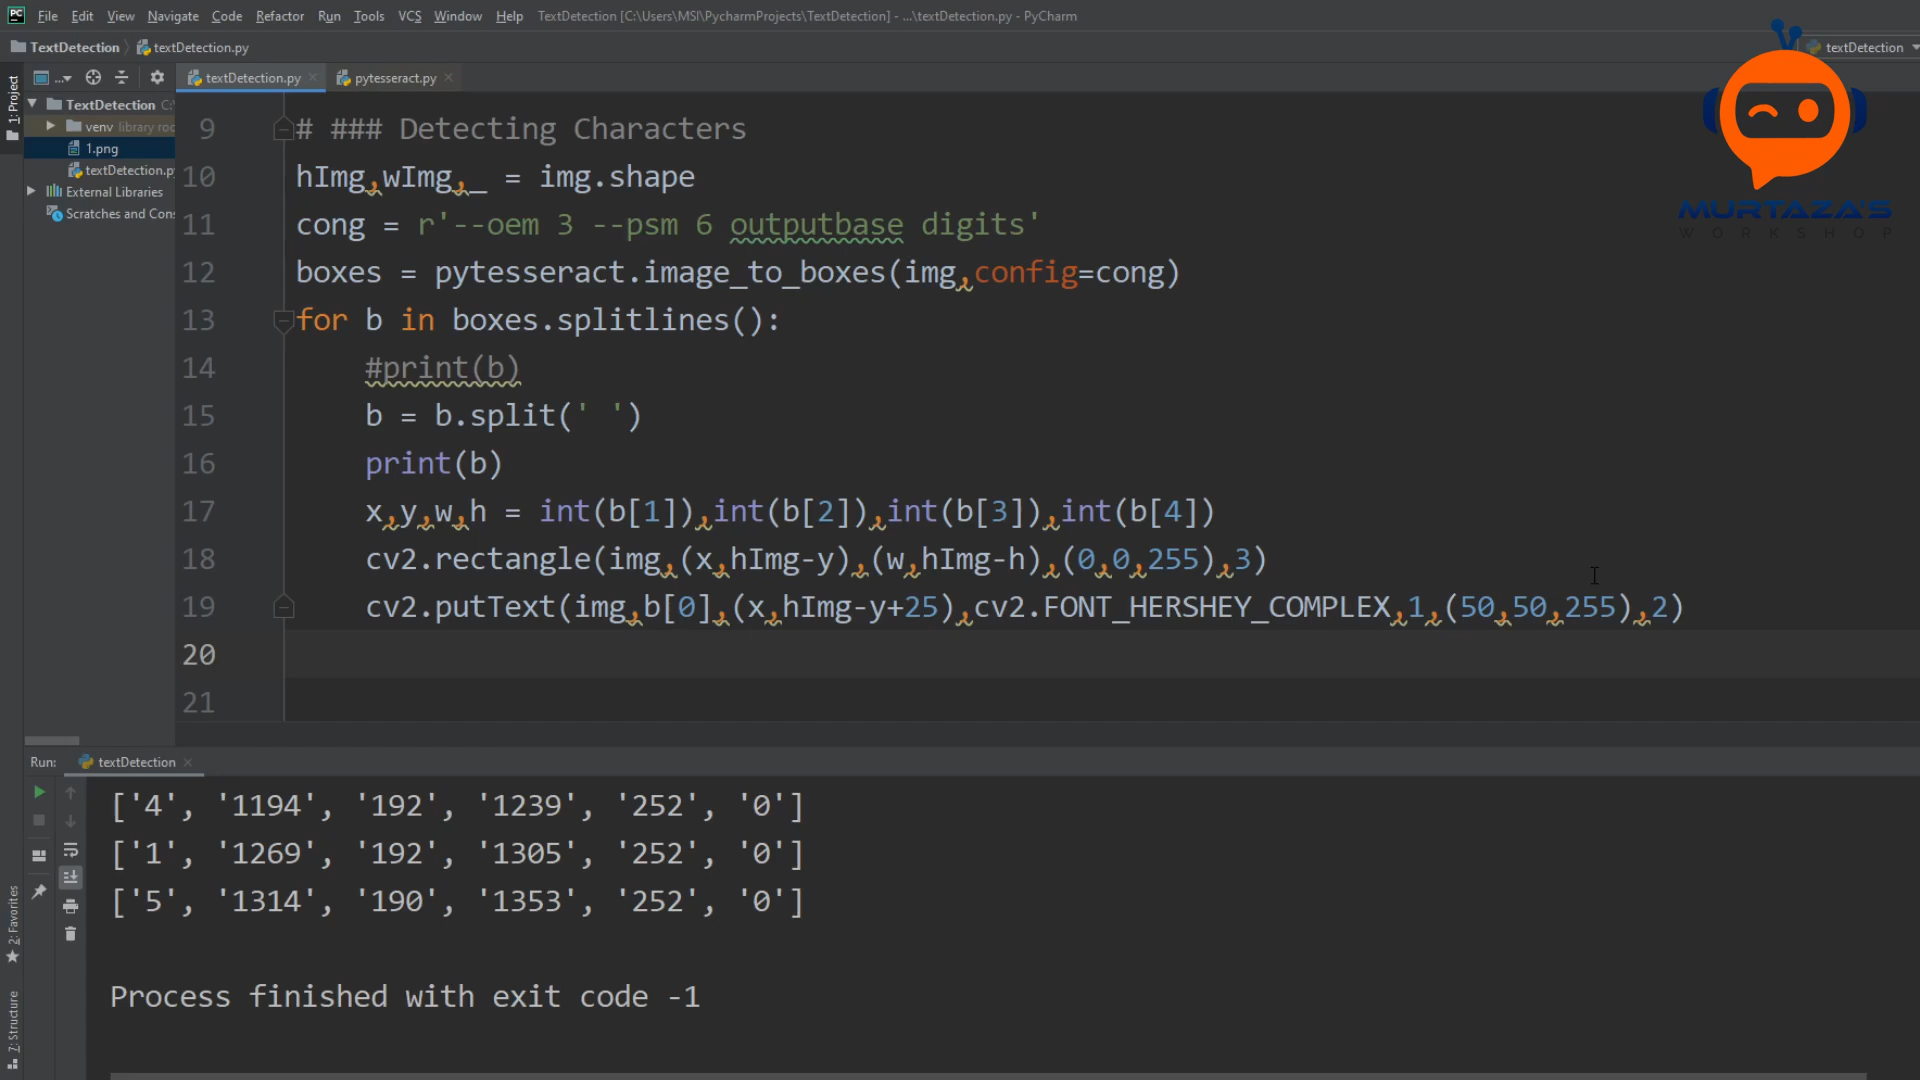 File Edit View Navigate Code Refactor Run Tools VCS Window Help TextDetection [C:\Users\MSI\PycharmProjects\TextDetection] - ...\textDetection.py - PyCharm
TextDetection textDetection.py textDetection
1: Project ... textDetection.py pytesseract.py
TextDetection C:\
venv library roo
1.png
textDetection.py
External Libraries
Scratches and Cons
MURTAZA'S
WORKSHOP
9 # ### Detecting Characters
10 hImg,wImg,_ = img.shape
11 cong = r'--oem 3 --psm 6 outputbase digits'
12 boxes = pytesseract.image_to_boxes(img,config=cong)
13 for b in boxes.splitlines():
14 #print(b)
15 b = b.split(' ')
16 print(b)
17 x,y,w,h = int(b[1]),int(b[2]),int(b[3]),int(b[4])
18 cv2.rectangle(img,(x,hImg-y),(w,hImg-h),(0,0,255),3)
19 cv2.putText(img,b[0],(x,hImg-y+25),cv2.FONT_HERSHEY_COMPLEX,1,(50,50,255),2)
20
21
Run: textDetection
['4', '1194', '192', '1239', '252', '0']
['1', '1269', '192', '1305', '252', '0']
['5', '1314', '190', '1353', '252', '0']
Process finished with exit code -1
2: Favorites
7: Structure